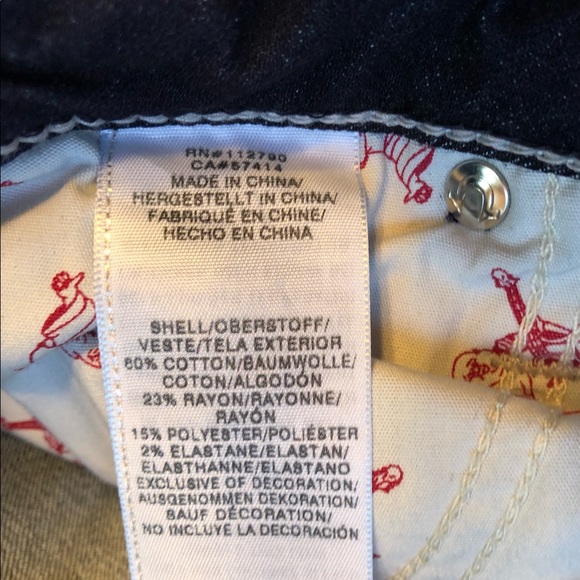 RN#112790
CA#57414
MADE IN CHINA/
HERGESTELLT IN CHINA/
FABRIQUÉ EN CHINE/
HECHO EN CHINA
SHELL/OBERSTOFF/
VESTE/TELA EXTERIOR
60% COTTON/BAUMWOLLE/
COTON/ALGODÓN
23% RAYON/RAYONNE/
RAYÓN
15% POLYESTER/POLIÉSTER
2% ELASTANE/ELASTAN/
ELASTHANNE/ELASTANO
EXCLUSIVE OF DECORATION/
AUSGENOMMEN DEKORATION/
SAUF DÉCORATION/
NO INCLUYE LA DECORACIÓN